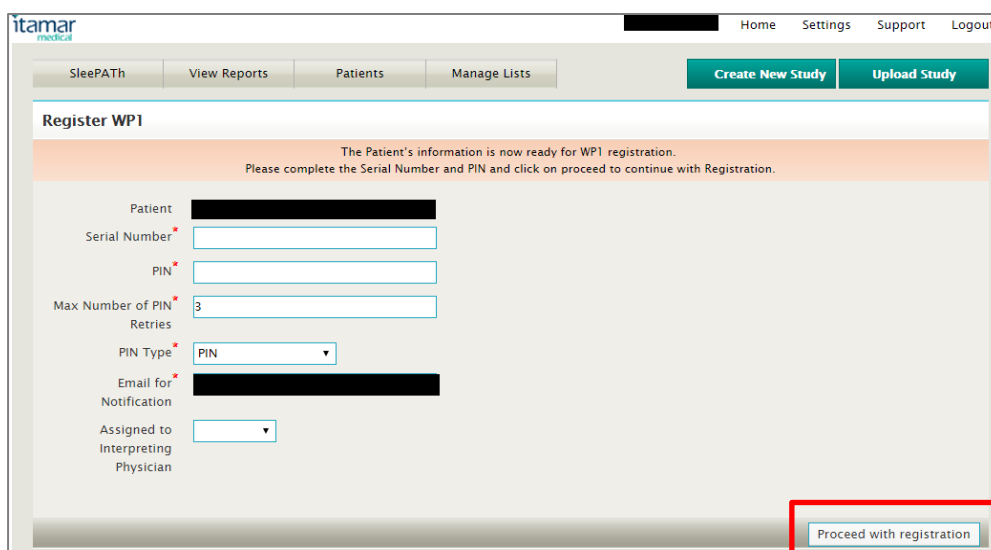 itamar
medical
Home Settings Support Logout
SleePATh View Reports Patients Manage Lists Create New Study Upload Study
Register WP1
The Patient's information is now ready for WP1 registration.
Please complete the Serial Number and PIN and click on proceed to continue with Registration.
Patient
Serial Number*
PIN*
Max Number of PIN* 3
Retries
PIN Type* PIN
Email for*
Notification
Assigned to
Interpreting
Physician
Proceed with registration